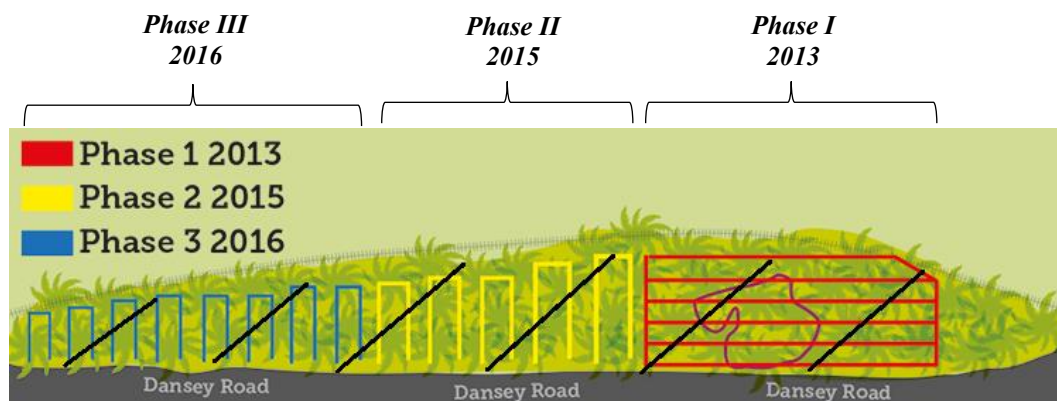 Phase III
2016
Phase II
2015
Phase I
2013
Phase 1 2013
Phase 2 2015
Phase 3 2016
Dansey Road
Dansey Road
Dansey Road